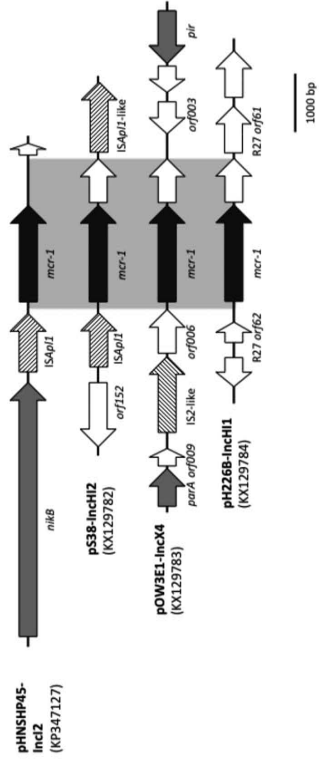 pHNSHP45-
IncI2
(KP347127)
nikB
ISApl1
mcr-1
pS38-IncHI2
(KX129782)
orf152
ISApl1
mcr-1
ISApl1-like
pOW3E1-IncX4
(KX129783)
parA orf009
IS2-like
orf006
mcr-1
orf003
pir
pH226B-IncHI1
(KX129784)
R27 orf62
mcr-1
R27 orf61
1000 bp